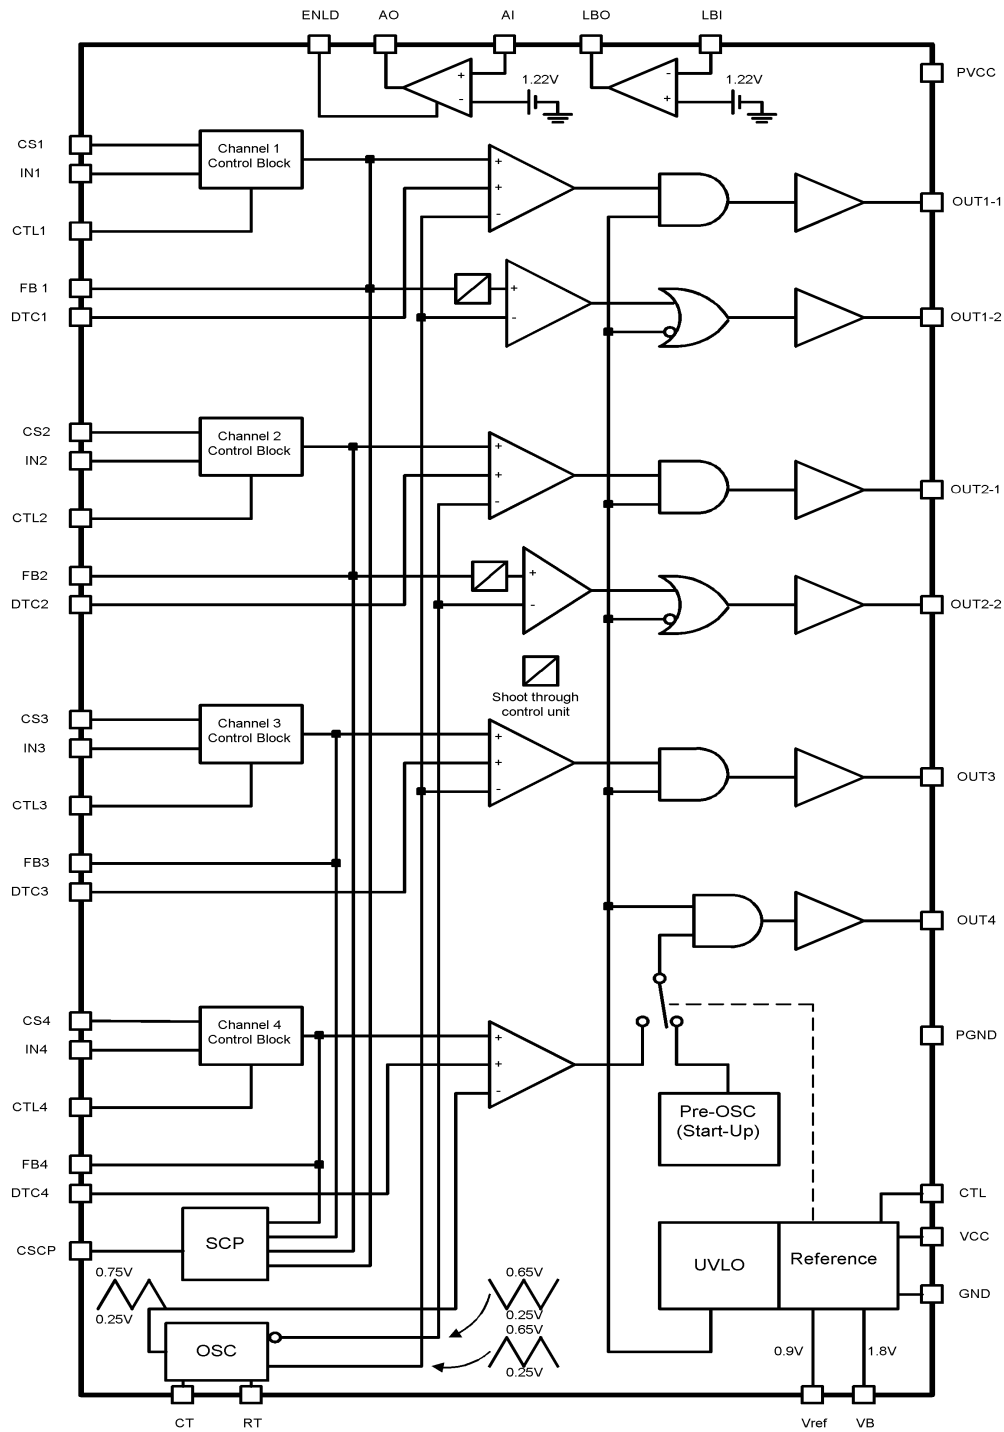 ENLD AO AI LBO LBI
PVCC
+
-
1.22V
-
+
1.22V
CS1
IN1
CTL1
Channel 1
Control Block
+
+
-
OUT1-1
FB 1
DTC1
+
-
OUT1-2
CS2
IN2
CTL2
Channel 2
Control Block
+
+
-
OUT2-1
FB2
DTC2
+
-
OUT2-2
Shoot through
control unit
CS3
IN3
CTL3
Channel 3
Control Block
+
+
-
OUT3
FB3
DTC3
OUT4
CS4
IN4
CTL4
Channel 4
Control Block
+
+
-
PGND
Pre-OSC
(Start-Up)
FB4
DTC4
CSCP
SCP
CTL
VCC
GND
UVLO
Reference
0.75V
0.25V
0.65V
0.25V
0.65V
0.25V
OSC
0.9V
1.8V
CT RT Vref VB